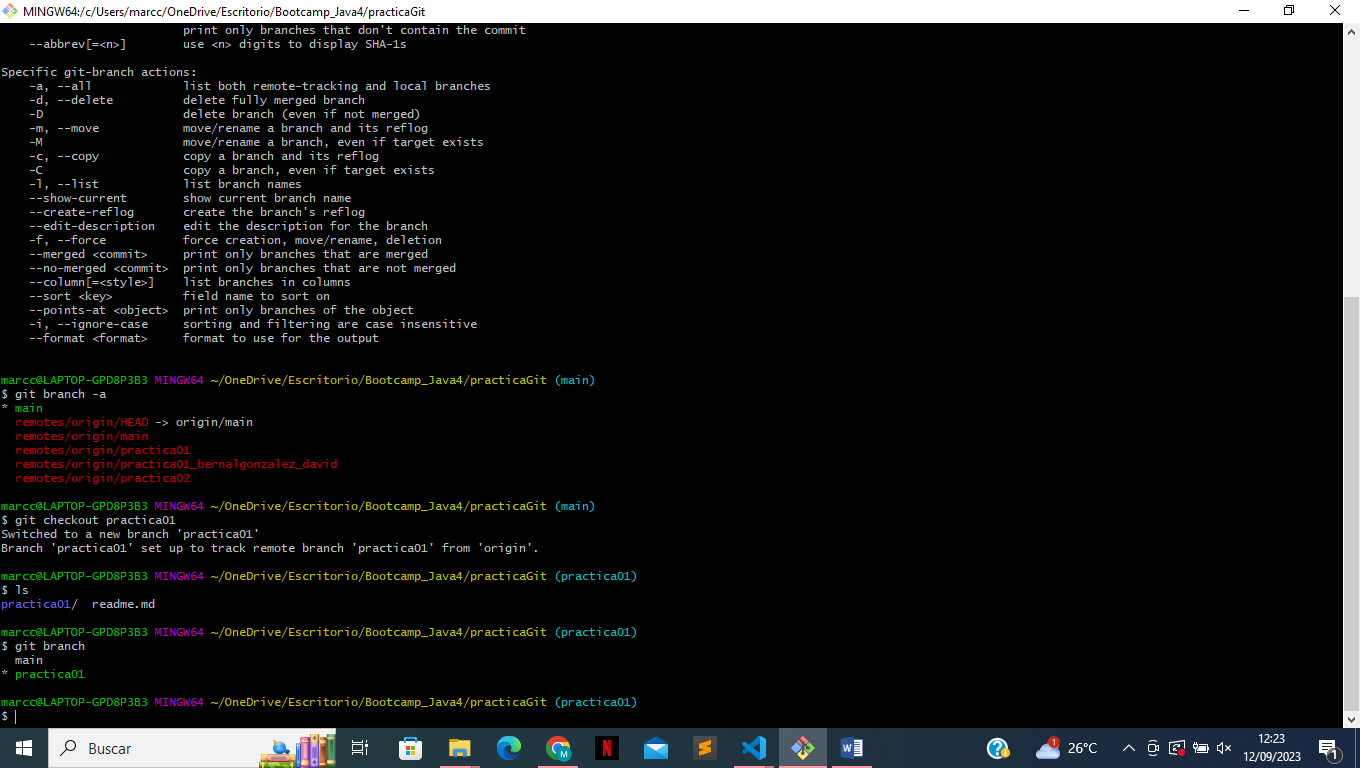 MINGW64:/c/Users/marcc/OneDrive/Escritorio/Bootcamp_Java4/practicaGit
print only branches that don't contain the commit
--abbrev[=<n>] use <n> digits to display SHA-1s
Specific git-branch actions:
-a, --all list both remote-tracking and local branches
-d, --delete delete fully merged branch
-D delete branch (even if not merged)
-m, --move move/rename a branch and its reflog
-M move/rename a branch, even if target exists
-c, --copy copy a branch and its reflog
-C copy a branch, even if target exists
-l, --list list branch names
--show-current show current branch name
--create-reflog create the branch's reflog
--edit-description edit the description for the branch
-f, --force force creation, move/rename, deletion
--merged <commit> print only branches that are merged
--no-merged <commit> print only branches that are not merged
--column[=<style>] list branches in columns
--sort <key> field name to sort on
--points-at <object> print only branches of the object
-i, --ignore-case sorting and filtering are case insensitive
--format <format> format to use for the output
marcc@LAPTOP-GPD8P3B3 MINGW64 ~/OneDrive/Escritorio/Bootcamp_Java4/practicaGit (main)
$ git branch -a
* main
remotes/origin/HEAD -> origin/main
remotes/origin/main
remotes/origin/practica01
remotes/origin/practica01_bernalgonzalez_david
remotes/origin/practica02
marcc@LAPTOP-GPD8P3B3 MINGW64 ~/OneDrive/Escritorio/Bootcamp_Java4/practicaGit (main)
$ git checkout practica01
Switched to a new branch 'practica01'
Branch 'practica01' set up to track remote branch 'practica01' from 'origin'.
marcc@LAPTOP-GPD8P3B3 MINGW64 ~/OneDrive/Escritorio/Bootcamp_Java4/practicaGit (practica01)
$ ls
practica01/ readme.md
marcc@LAPTOP-GPD8P3B3 MINGW64 ~/OneDrive/Escritorio/Bootcamp_Java4/practicaGit (practica01)
$ git branch
main
* practica01
marcc@LAPTOP-GPD8P3B3 MINGW64 ~/OneDrive/Escritorio/Bootcamp_Java4/practicaGit (practica01)
$
Buscar
1
26°C
12:23
12/09/2023
1